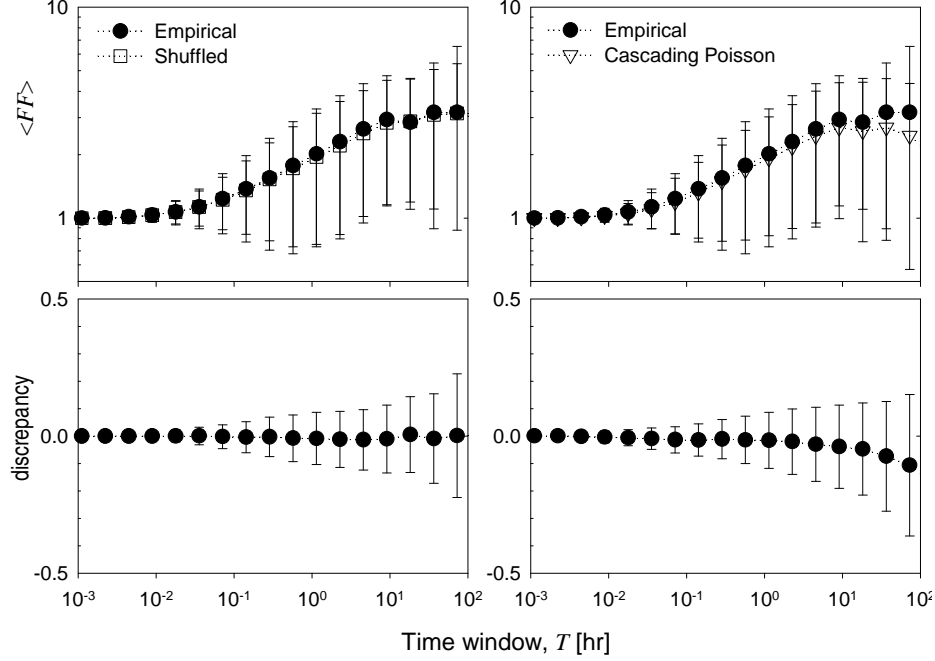 10
Empirical
Shuffled
Empirical
Cascading Poisson
<FF>
1
0.5
0.0
-0.5
discrepancy
10
1
0.5
0.0
-0.5
10⁻³ 10⁻² 10⁻¹ 10⁰ 10¹ 10²
10⁻³ 10⁻² 10⁻¹ 10⁰ 10¹ 10²
Time window, T [hr]